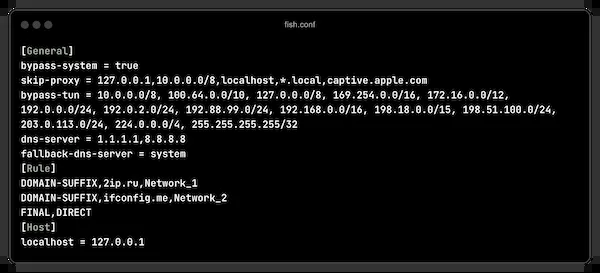 fish.conf
[General]
bypass-system = true
skip-proxy = 127.0.0.1,10.0.0.0/8,localhost,*.local,captive.apple.com
bypass-tun = 10.0.0.0/8, 100.64.0.0/10, 127.0.0.0/8, 169.254.0.0/16, 172.16.0.0/12,
192.0.0.0/24, 192.0.2.0/24, 192.88.99.0/24, 192.168.0.0/16, 198.18.0.0/15, 198.51.100.0/24,
203.0.113.0/24, 224.0.0.0/4, 255.255.255.255/32
dns-server = 1.1.1.1,8.8.8.8
fallback-dns-server = system
[Rule]
DOMAIN-SUFFIX,2ip.ru,Network_1
DOMAIN-SUFFIX,ifconfig.me,Network_2
FINAL,DIRECT
[Host]
localhost = 127.0.0.1